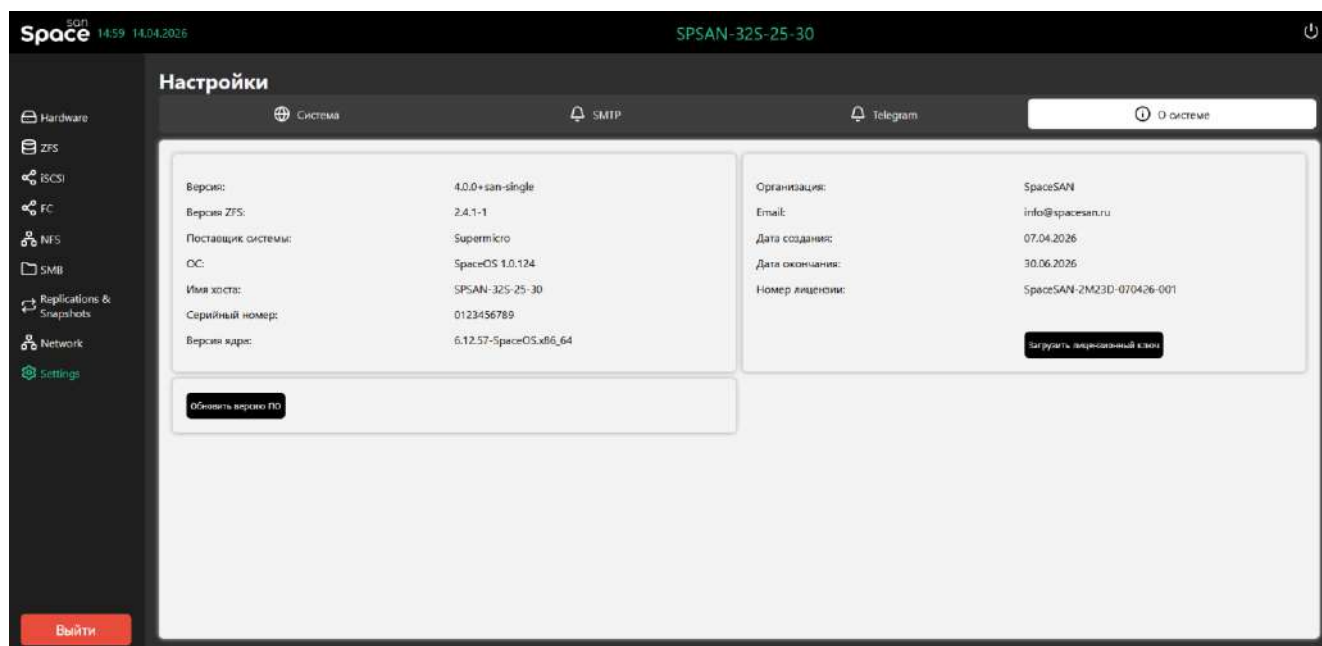 Space san 14:59 14.04.2026
SPSAN-32S-25-30
Настройки
Система
SMTP
Telegram
О системе
Hardware
ZFS
iSCSI
FC
NFS
SMB
Replications &
Snapshots
Network
Settings
Выйти
Версия: 4.0.0+san-single
Версия ZFS: 2.4.1-1
Поставщик системы: Supermicro
ОС: SpaceOS 1.0.124
Имя хоста: SPSAN-32S-25-30
Серийный номер: 0123456789
Версия ядра: 6.12.57-SpaceOS.x86_64
Обновить версию ПО
Организация: SpaceSAN
Email: info@spacesan.ru
Дата создания: 07.04.2026
Дата окончания: 30.06.2026
Номер лицензии: SpaceSAN-2M23D-070426-001
Загрузить лицензионный ключ